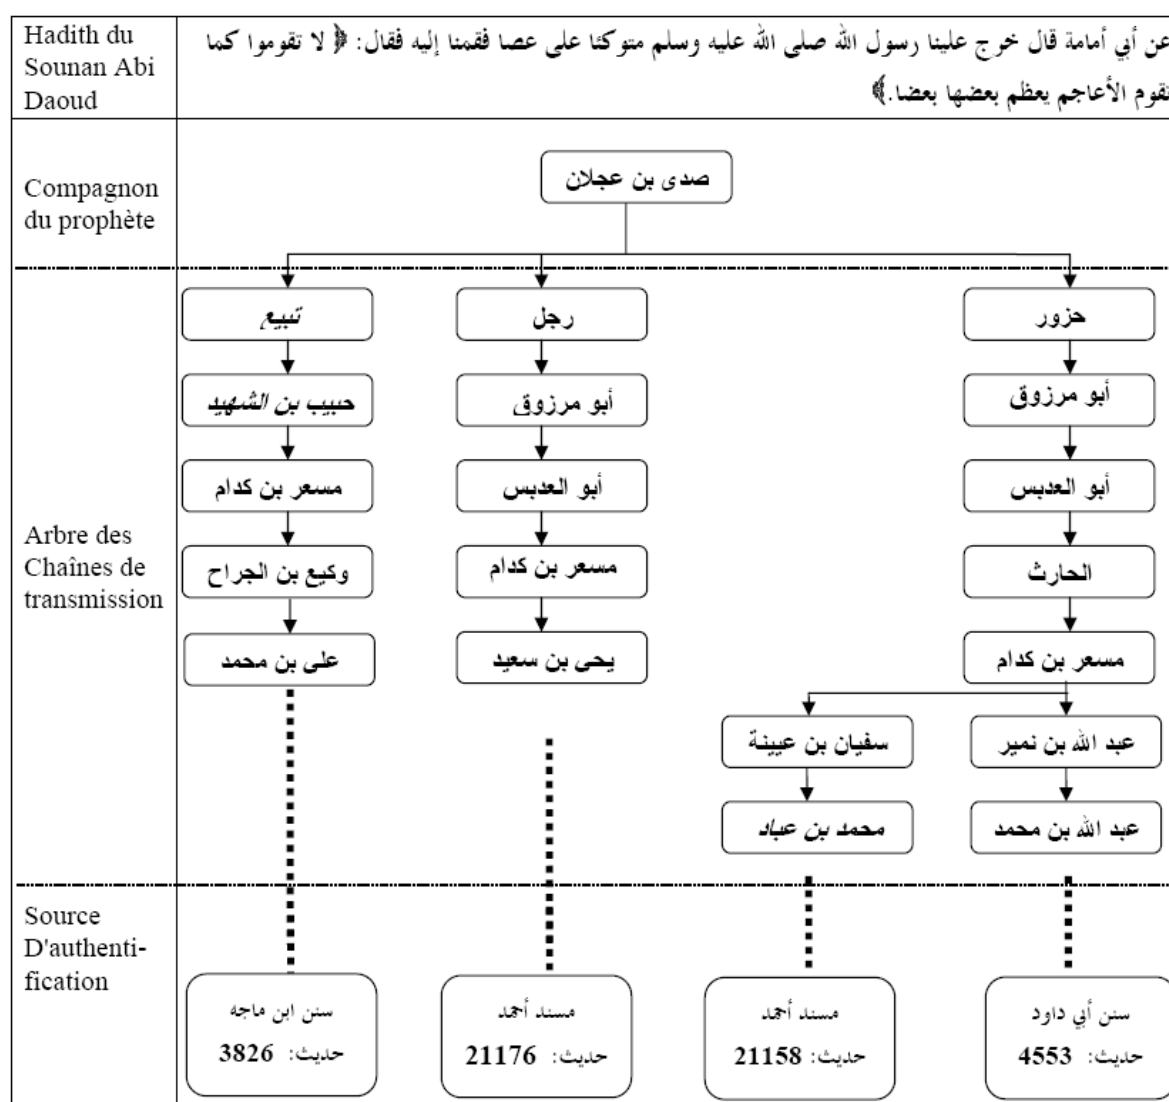 Hadith du
Sounan Abi
Daoud
عن أبي أمامة قال خرج علينا رسول الله صلى الله عليه وسلم متوكئا على عصا فقمنا إليه فقال: ﴿ لا تقوموا كما
تقوم الأعاجم يعظم بعضها بعضا.﴾
Compagnon
du prophète
صدى بن عجلان
Arbre des
Chaînes de
transmission
حزور
رجل
تبيع
أبو مرزوق
أبو مرزوق
حبيب بن الشهيد
أبو العدبس
أبو العدبس
مسعر بن كدام
الحارث
مسعر بن كدام
وكيع بن الجراح
مسعر بن كدام
يحى بن سعيد
على بن محمد
عبد الله بن نمير
سفيان بن عيينة
عبد الله بن محمد
محمد بن عباد
Source
D'authenti-
fication
سنن أبي داود
حديث: 4553
مسند أحمد
حديث: 21158
مسند أحمد
حديث: 21176
سنن ابن ماجه
حديث: 3826